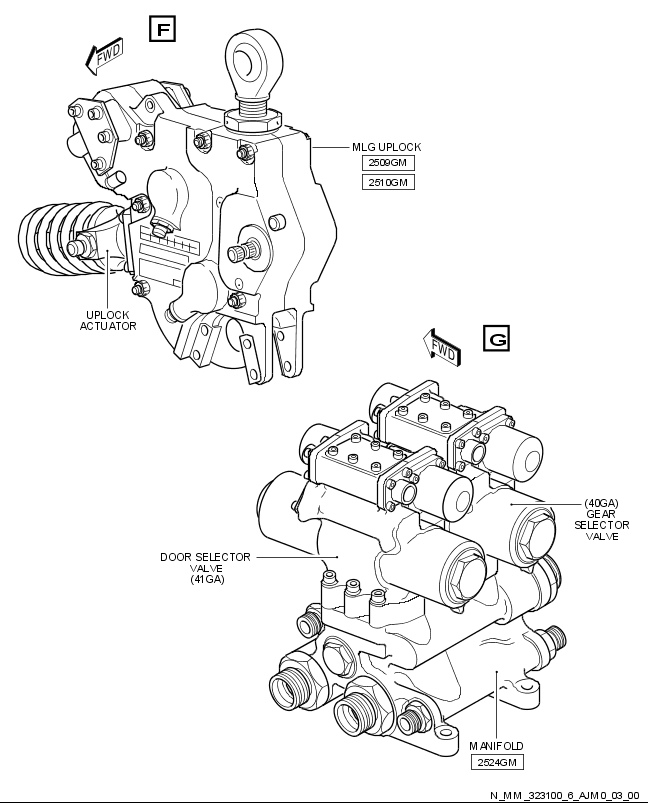 F
FWD
MLG UPLOCK
2509GM
2510GM
UPLOCK
ACTUATOR
G
FWD
(40GA)
GEAR
SELECTOR
VALVE
DOOR SELECTOR
VALVE
(41GA)
MANIFOLD
2524GM
N_MM_323100_6_AJM0_03_00